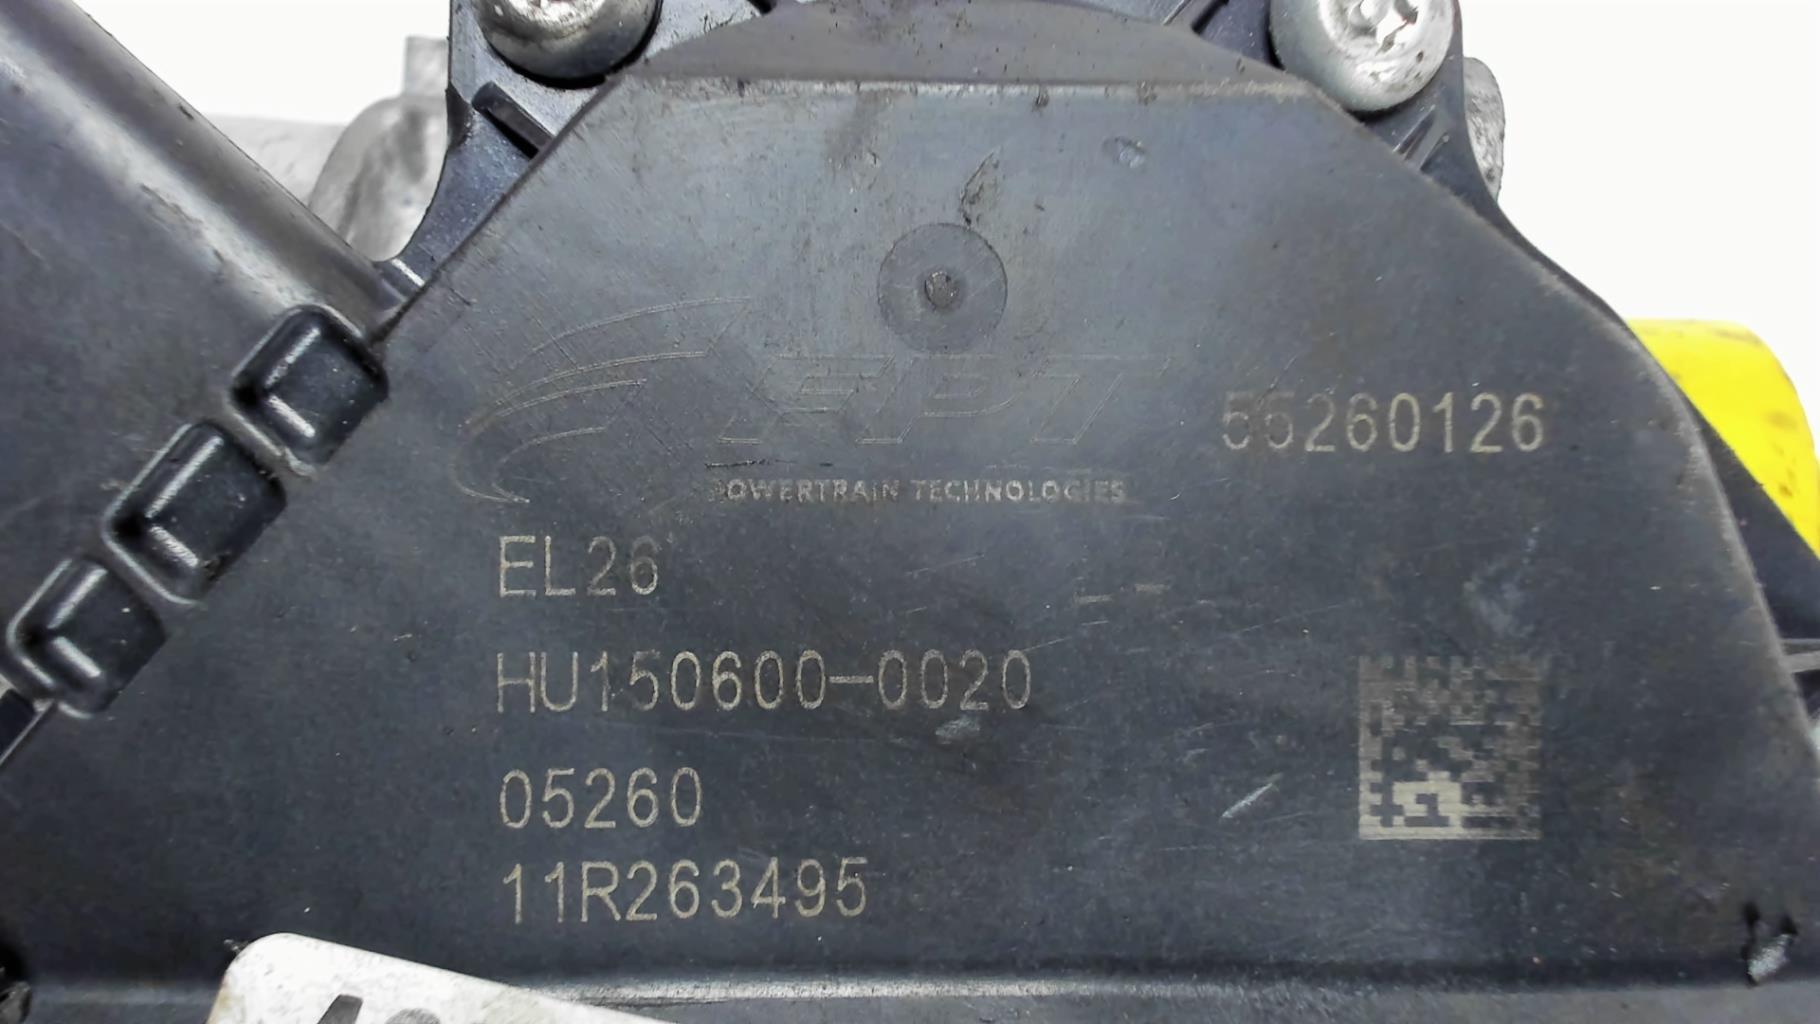 FPT
POWERTRAIN TECHNOLOGIES
55260126
EL26
HU150600-0020
05260
11R263495